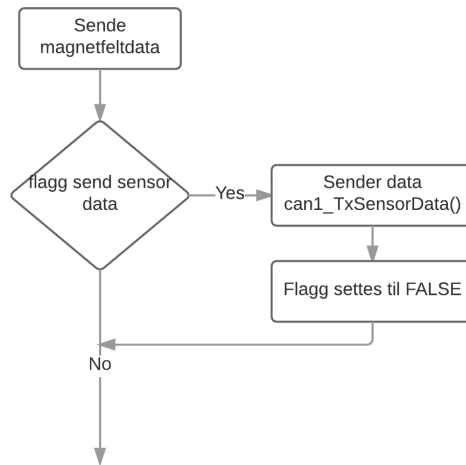 Sende
magnetfeltdata
flagg send sensor
data
Yes
Sender data
can1_TxSensorData()
Flagg settes til FALSE
No